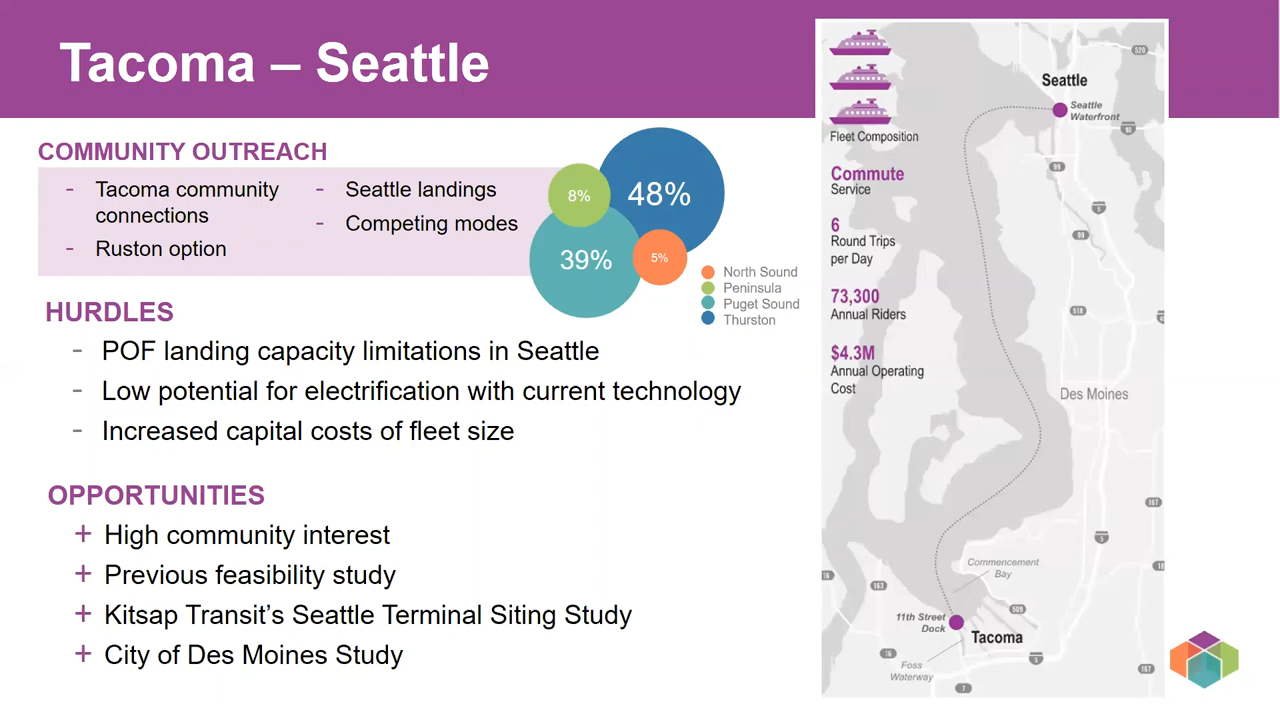 Tacoma – Seattle
COMMUNITY OUTREACH
- Tacoma community
connections
- Ruston option
- Seattle landings
- Competing modes
8%
48%
39%
5%
North Sound
Peninsula
Puget Sound
Thurston
HURDLES
- POF landing capacity limitations in Seattle
- Low potential for electrification with current technology
- Increased capital costs of fleet size
OPPORTUNITIES
+ High community interest
+ Previous feasibility study
+ Kitsap Transit’s Seattle Terminal Siting Study
+ City of Des Moines Study
Fleet Composition
Commute
Service
6
Round Trips
per Day
73,300
Annual Riders
$4.3M
Annual Operating
Cost
520
Seattle
Seattle
Waterfront
90
99
5
99
518
Des Moines
167
5
Commencement
Bay
16
163
509
11th Street
Dock
Tacoma
16
5
Foss
Waterway
167
7